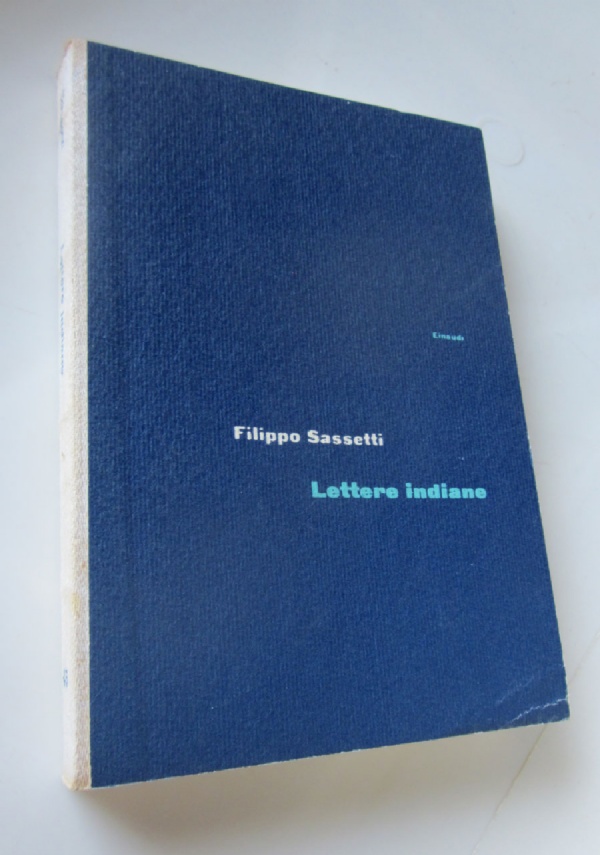 Einaudi
Filippo Sassetti
Lettere indiane